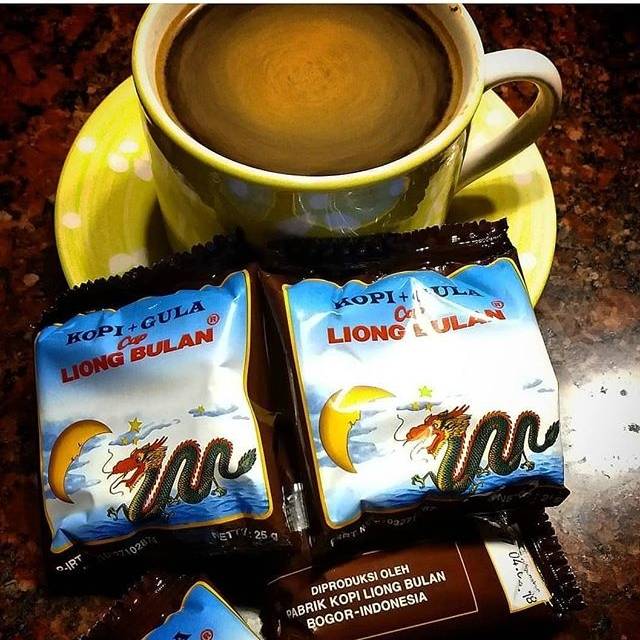 KOPI + GULA
Cap
LIONG BULAN®
NETTO: 25 g
KOPI + GULA
Cap
LIONG BULAN®
DIPRODUKSI OLEH
PABRIK KOPI LIONG BULAN
BOGOR-INDONESIA